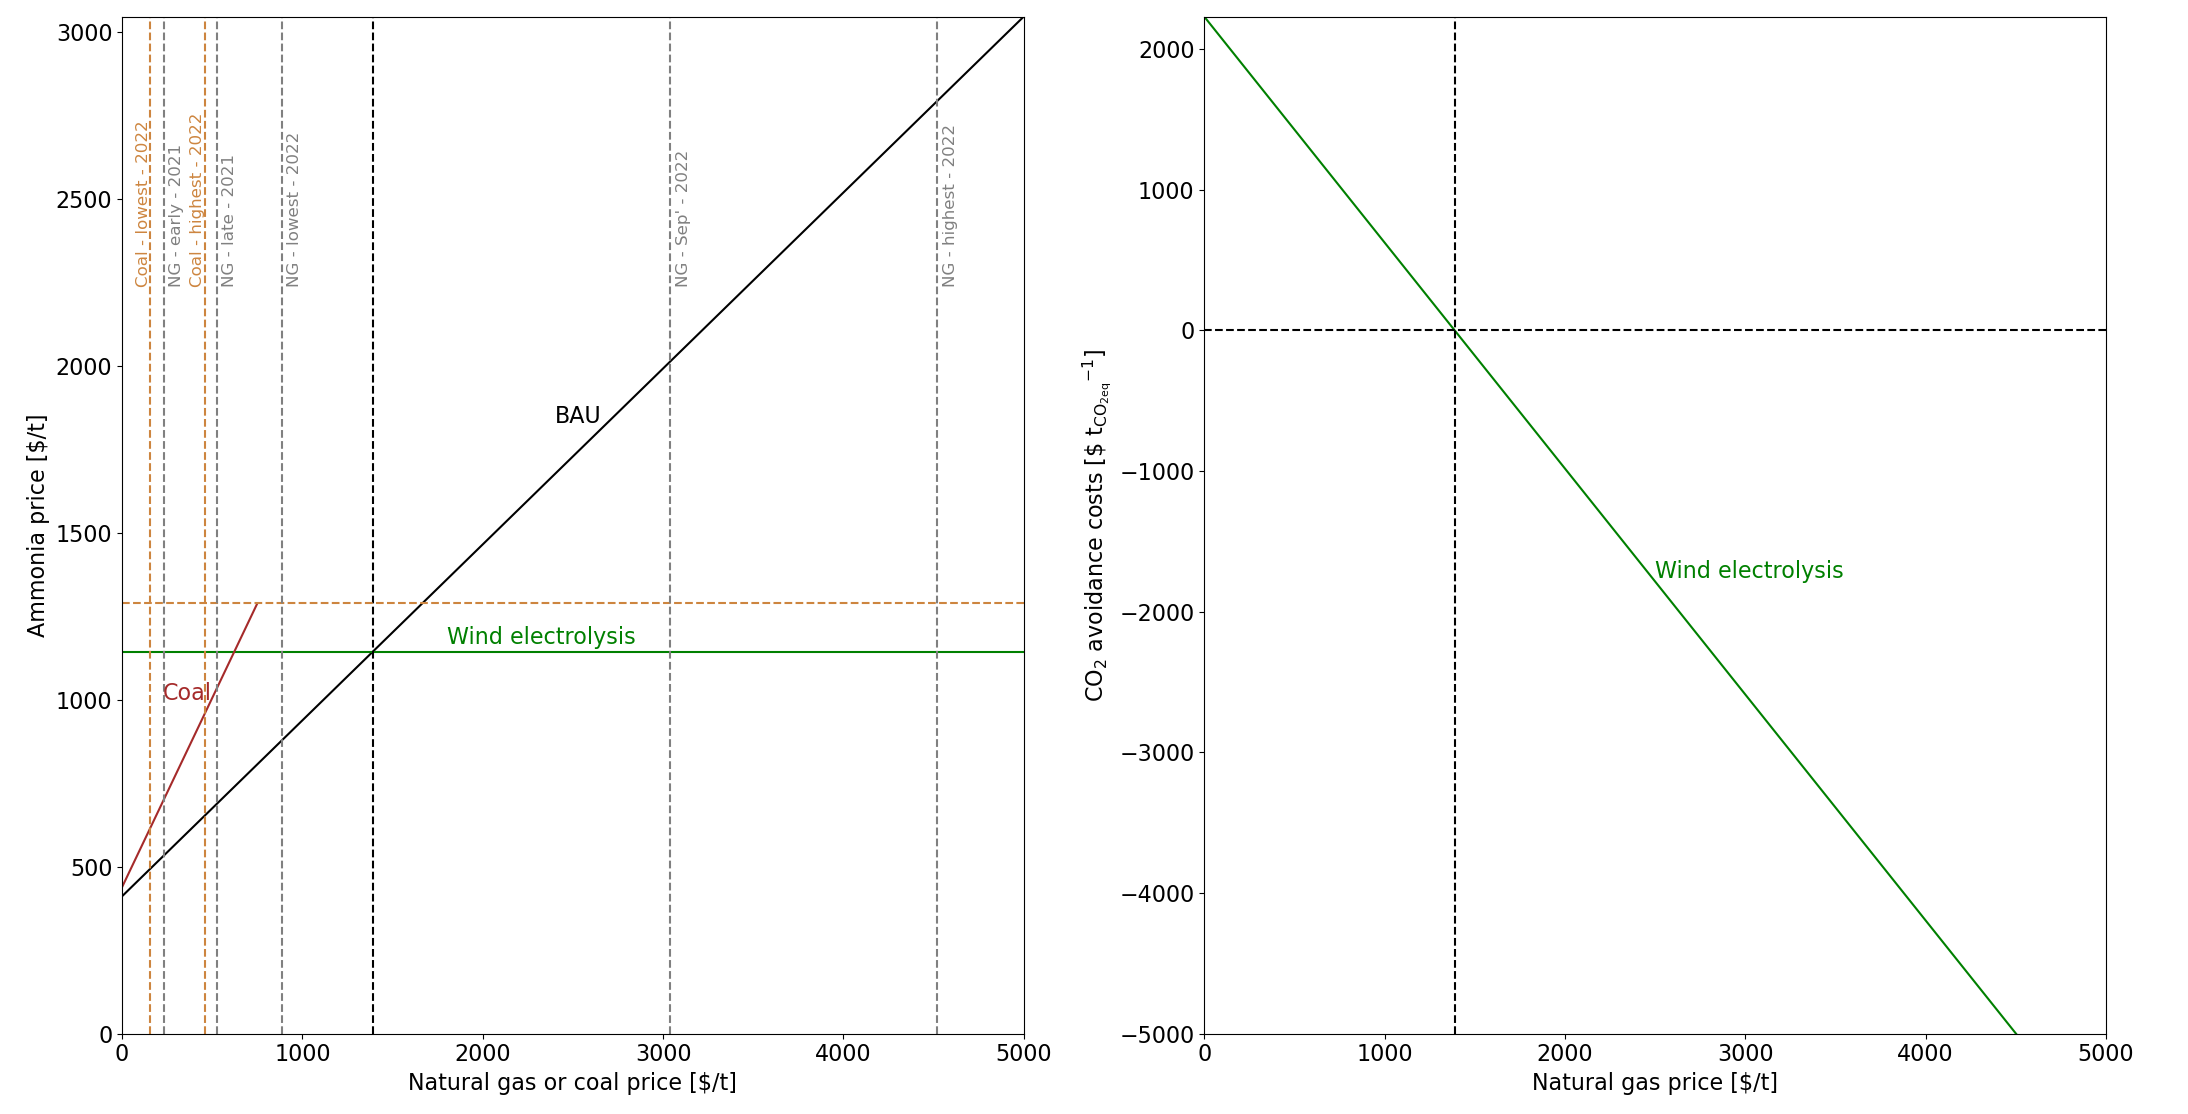 3000
2500
2000
1500
1000
500
0
0
1000
2000
3000
4000
5000
Ammonia price [$/t]
Natural gas or coal price [$/t]
Coal - lowest - 2022
NG - early - 2021
Coal - highest - 2022
NG - late - 2021
NG - lowest - 2022
NG - Sep' - 2022
NG - highest - 2022
BAU
Wind electrolysis
Coal
2000
1000
0
−1000
−2000
−3000
−4000
−5000
0
1000
2000
3000
4000
5000
CO₂ avoidance costs [$ t_CO₂eq⁻¹]
Natural gas price [$/t]
Wind electrolysis